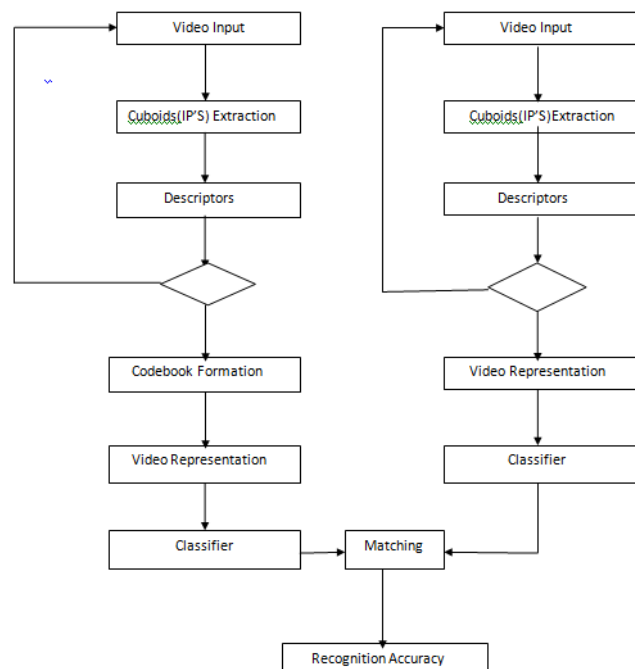 Video Input
Cuboids(IP'S) Extraction
Descriptors
Codebook Formation
Video Representation
Classifier
Video Input
Cuboids(IP'S)Extraction
Descriptors
Video Representation
Classifier
Matching
Recognition Accuracy